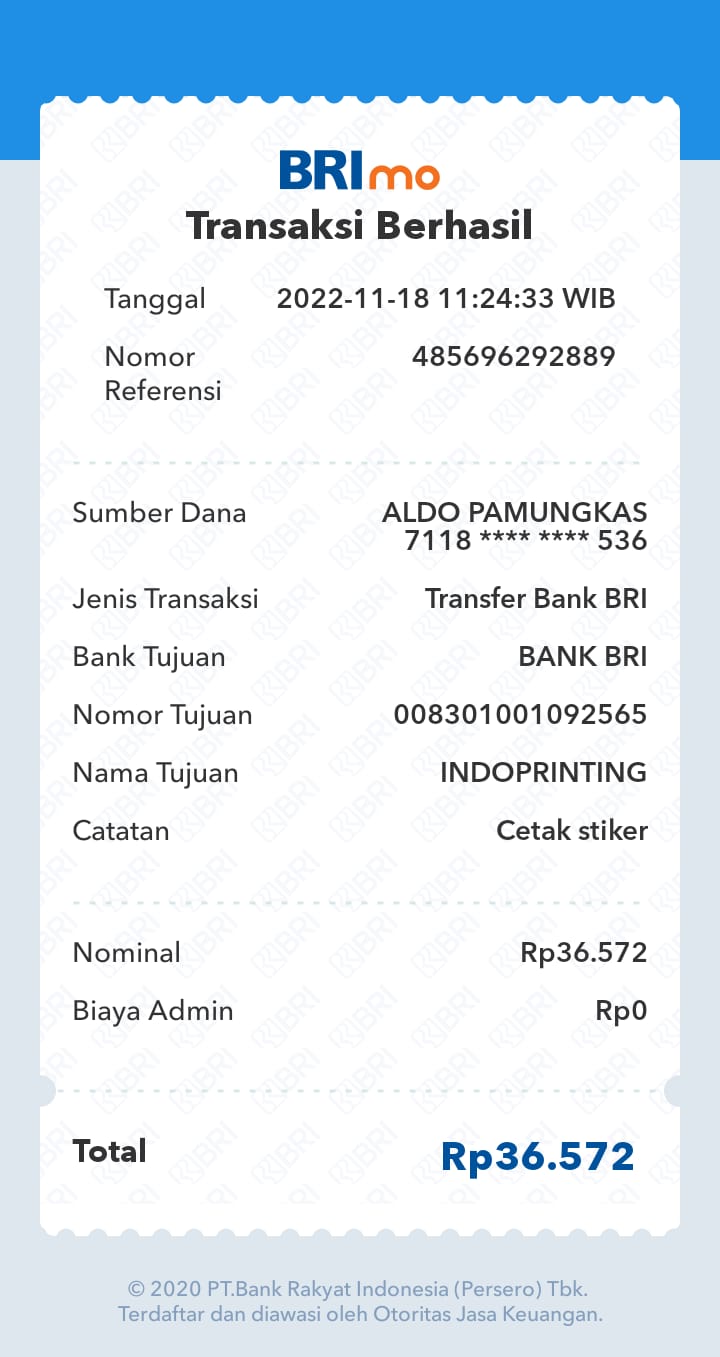 BRImo
Transaksi Berhasil
Tanggal 2022-11-18 11:24:33 WIB
Nomor Referensi 485696292889
Sumber Dana ALDO PAMUNGKAS
7118 **** **** 536
Jenis Transaksi Transfer Bank BRI
Bank Tujuan BANK BRI
Nomor Tujuan 008301001092565
Nama Tujuan INDOPRINTING
Catatan Cetak stiker
Nominal Rp36.572
Biaya Admin Rp0
Total Rp36.572
© 2020 PT.Bank Rakyat Indonesia (Persero) Tbk.
Terdaftar dan diawasi oleh Otoritas Jasa Keuangan.